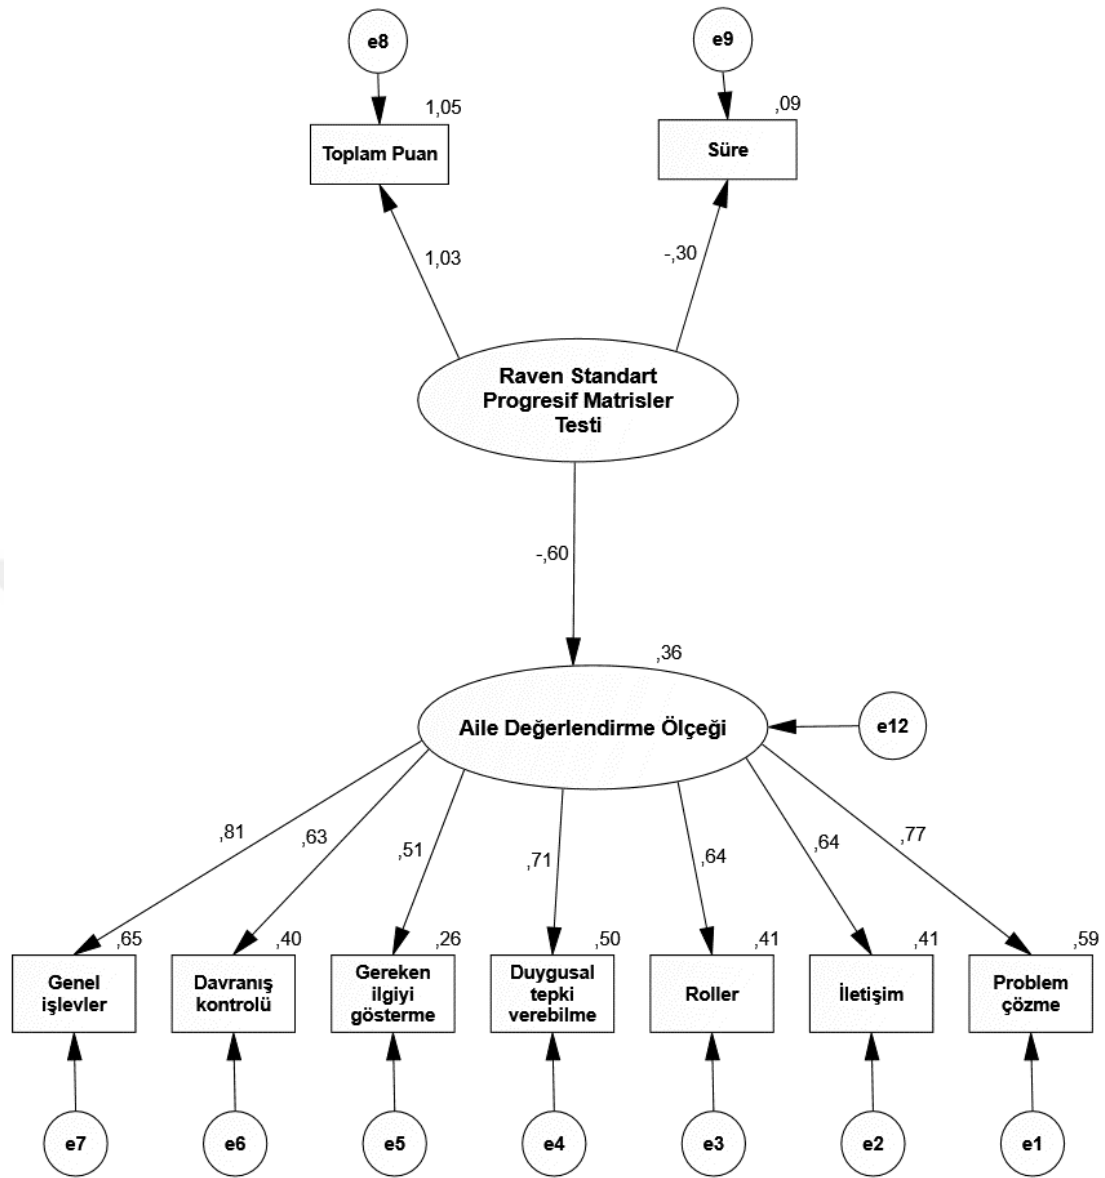 e8
e9
1,05
,09
Toplam Puan
Süre
1,03
-,30
Raven Standart
Progresif Matrisler
Testi
-,60
,36
Aile Değerlendirme Ölçeği
e12
,81
,63
,51
,71
,64
,64
,77
,65
,40
,26
,50
,41
,41
,59
Genel
işlevler
Davranış
kontrolü
Gereken
ilgiyi
gösterme
Duygusal
tepki
verebilme
Roller
İletişim
Problem
çözme
e7
e6
e5
e4
e3
e2
e1